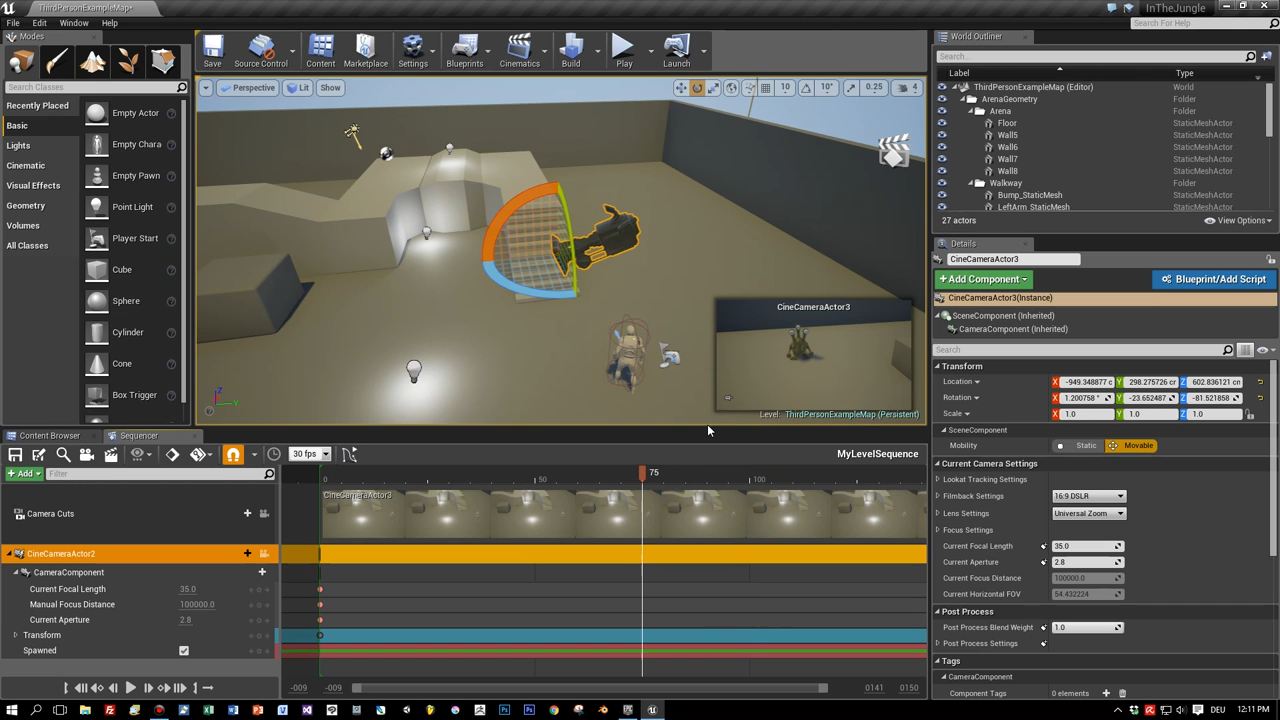 ThirdPersonExampleMap*
InTheJungle
File Edit Window Help
Search For Help
Modes
Search Classes
Recently Placed
Basic
Lights
Cinematic
Visual Effects
Geometry
Volumes
All Classes
Empty Actor
Empty Chara
Empty Pawn
Point Light
Player Start
Cube
Sphere
Cylinder
Cone
Box Trigger
Save
Source Control
Content
Marketplace
Settings
Blueprints
Cinematics
Build
Play
Launch
Perspective Lit Show
10 10° 0.25 4
CineCameraActor3
Level: ThirdPersonExampleMap (Persistent)
World Outliner
Search...
Label Type
ThirdPersonExampleMap (Editor) World
ArenaGeometry Folder
Arena Folder
Floor StaticMeshActor
Wall5 StaticMeshActor
Wall6 StaticMeshActor
Wall7 StaticMeshActor
Wall8 StaticMeshActor
Walkway Folder
Bump_StaticMesh StaticMeshActor
LeftArm_StaticMesh StaticMeshActor
27 actors View Options
Details
CineCameraActor3
+Add Component Blueprint/Add Script
CineCameraActor3(Instance)
SceneComponent (Inherited)
CameraComponent (Inherited)
Search
Transform
Location X -949.348877 c Y 298.275726 cr Z 602.836121 cn
Rotation X 1.200758 ° Y -23.652487 Z -81.521858
Scale X 1.0 Y 1.0 Z 1.0
SceneComponent
Mobility Static Movable
Current Camera Settings
Lookat Tracking Settings
Filmback Settings 16:9 DSLR
Lens Settings Universal Zoom
Focus Settings
Current Focal Length 35.0
Current Aperture 2.8
Current Focus Distance 100000.0
Current Horizontal FOV 54.432224
Post Process
Post Process Blend Weight 1.0
Post Process Settings
Tags
CameraComponent
Component Tags 0 elements
Content Browser Sequencer
30 fps MyLevelSequence
+ Add Filter
0 50 75 100
Camera Cuts
CineCameraActor3
CineCameraActor2
CameraComponent
Current Focal Length 35.0
Manual Focus Distance 100000.0
Current Aperture 2.8
Transform
Spawned
-009 -009 0141 0150
DEU 12:11 PM